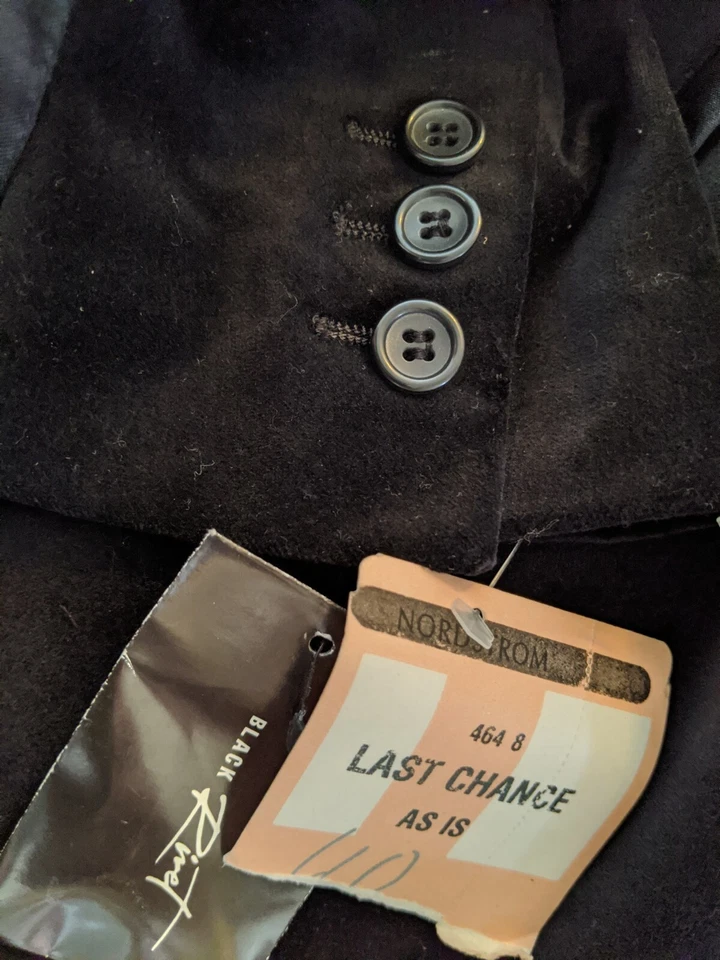 NORDSTROM
464 8
LAST CHANCE
AS IS
BLACK
Rivet